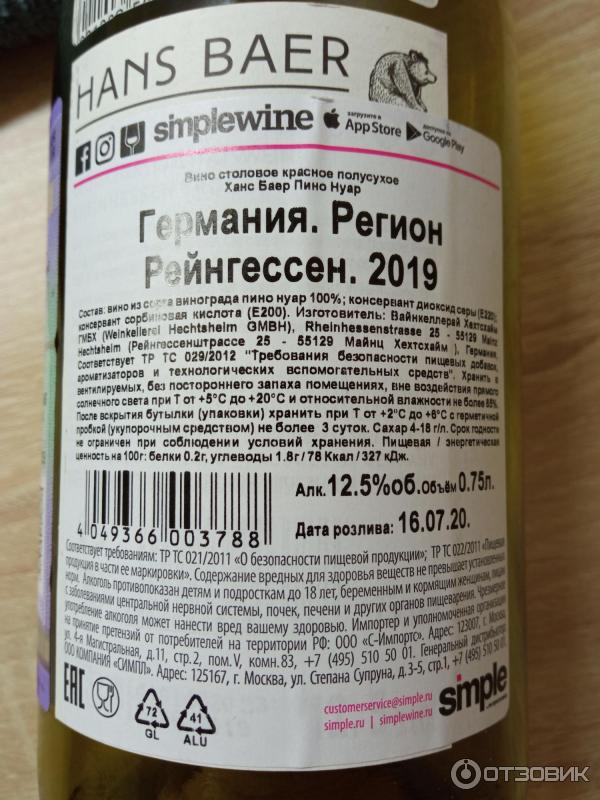 HANS BAER
simplewine загрузите в App Store доступно на Google Play
Вино столовое красное полусухое
Ханс Баер Пино Нуар
Германия. Регион
Рейнгессен. 2019
Состав: вино из сорта винограда пино нуар 100%; консервант диоксид серы (Е220),
консервант сорбиновая кислота (Е200). Изготовитель: Вайнкеллерай Хехтсхайм
ГМБХ (Weinkellerei Hechtsheim GMBH), Rheinhessenstrasse 25 - 55129 Mainz
Hechtsheim (Рейнгессенштрассе 25 - 55129 Майнц Хехтсхайм ), Германия.
Соответствует ТР ТС 029/2012 "Требования безопасности пищевых добавок,
ароматизаторов и технологических вспомогательных средств" Хранить в
вентилируемых, без постороннего запаха помещениях, вне воздействия прямого
солнечного света при Т от +5°С до +20°С и относительной влажности не более 85%.
После вскрытия бутылки (упаковки) хранить при Т от +2°С до +6°С с герметичной
пробкой (укупорочным средством) не более 3 суток. Сахар 4-18 г/л. Срок годности
не ограничен при соблюдении условий хранения. Пищевая / энергетическая
ценность на 100г: белки 0.2г, углеводы 1.8г / 78 Ккал / 327 кДж.
Алк. 12.5%об. Объём 0.75л.
4 049366 003788
Дата розлива: 16.07.20.
Соответствует требованиям: ТР ТС 021/2011 «О безопасности пищевой продукции»; ТР ТС 022/2011 «Пищевая
продукция в части ее маркировки». Содержание вредных для здоровья веществ не превышает установленных
норм. Алкоголь противопоказан детям и подросткам до 18 лет, беременным и кормящим женщинам, лицам
с заболеваниями центральной нервной системы, почек, печени и других органов пищеварения. Чрезмерное
употребление алкоголя может нанести вред вашему здоровью. Импортер и уполномоченная организация
на принятие претензий от потребителей на территории РФ: ООО «С-Импортс». Адрес: 123007, г. Москва,
ул. 4-я Магистральная, д.11, стр.2, пом.V, комн.83, +7 (495) 510 50 01. Генеральный дистрибьютор:
ООО КОМПАНИЯ «СИМПЛ». Адрес: 125167, г. Москва, ул. Степана Супруна, д.3-5, стр.1, +7 (495) 510 50 01.
EAC
72 GL
41 ALU
customerservice@simple.ru
simple.ru | simplewine.ru
simple
ОТЗОВИК